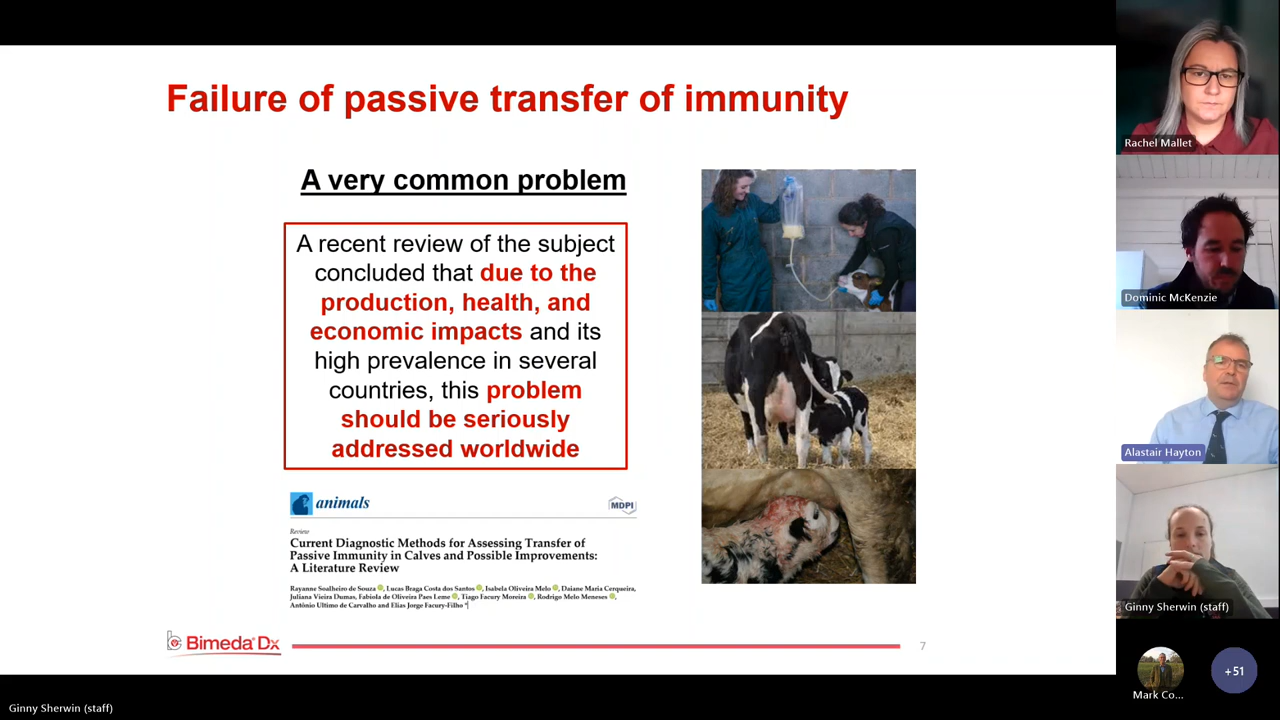 Failure of passive transfer of immunity
A very common problem
A recent review of the subject
concluded that due to the
production, health, and
economic impacts and its
high prevalence in several
countries, this problem
should be seriously
addressed worldwide
animals
MDPI
Review
Current Diagnostic Methods for Assessing Transfer of
Passive Immunity in Calves and Possible Improvements:
A Literature Review
Rayanne Soalheiro de Souza, Lucas Braga Costa dos Santos, Isabela Oliveira Melo, Daiane Maria Cerqueira,
Juliana Vieira Dumas, Fabiola de Oliveira Paes Leme, Tiago Facury Moreira, Rodrigo Melo Meneses,
Antônio Ultimo de Carvalho and Elias Jorge Facury-Filho *
Bimeda Dx
7
Rachel Mallet
Dominic McKenzie
Alastair Hayton
Ginny Sherwin (staff)
Mark Co...
+51
Ginny Sherwin (staff)